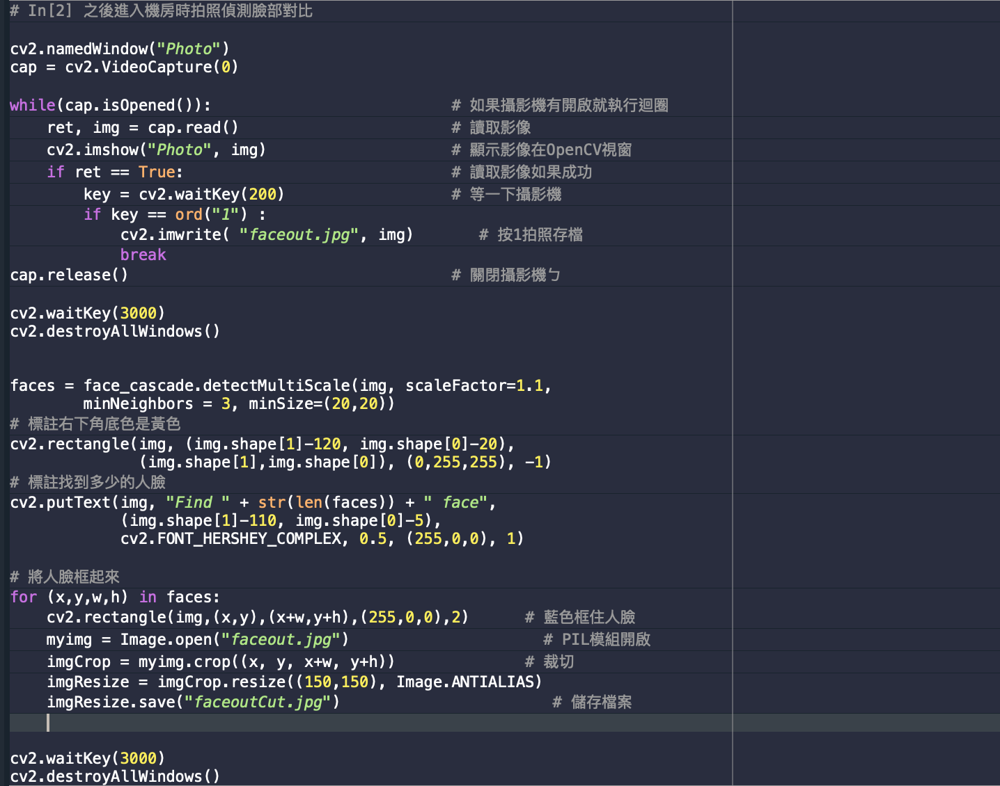 # In[2] 之後進入機房時拍照偵測臉部對比
cv2.namedWindow("Photo")
cap = cv2.VideoCapture(0)
while(cap.isOpened()): # 如果攝影機有開啟就執行迴圈
ret, img = cap.read() # 讀取影像
cv2.imshow("Photo", img) # 顯示影像在OpenCV視窗
if ret == True: # 讀取影像如果成功
key = cv2.waitKey(200) # 等一下攝影機
if key == ord("1") :
cv2.imwrite( "faceout.jpg", img) # 按1拍照存檔
break
cap.release() # 關閉攝影機ㄅ
cv2.waitKey(3000)
cv2.destroyAllWindows()
faces = face_cascade.detectMultiScale(img, scaleFactor=1.1,
minNeighbors = 3, minSize=(20,20))
# 標註右下角底色是黃色
cv2.rectangle(img, (img.shape[1]-120, img.shape[0]-20),
(img.shape[1],img.shape[0]), (0,255,255), -1)
# 標註找到多少的人臉
cv2.putText(img, "Find " + str(len(faces)) + " face",
(img.shape[1]-110, img.shape[0]-5),
cv2.FONT_HERSHEY_COMPLEX, 0.5, (255,0,0), 1)
# 將人臉框起來
for (x,y,w,h) in faces:
cv2.rectangle(img,(x,y),(x+w,y+h),(255,0,0),2) # 藍色框住人臉
myimg = Image.open("faceout.jpg") # PIL模組開啟
imgCrop = myimg.crop((x, y, x+w, y+h)) # 裁切
imgResize = imgCrop.resize((150,150), Image.ANTIALIAS)
imgResize.save("faceoutCut.jpg") # 儲存檔案
cv2.waitKey(3000)
cv2.destroyAllWindows()